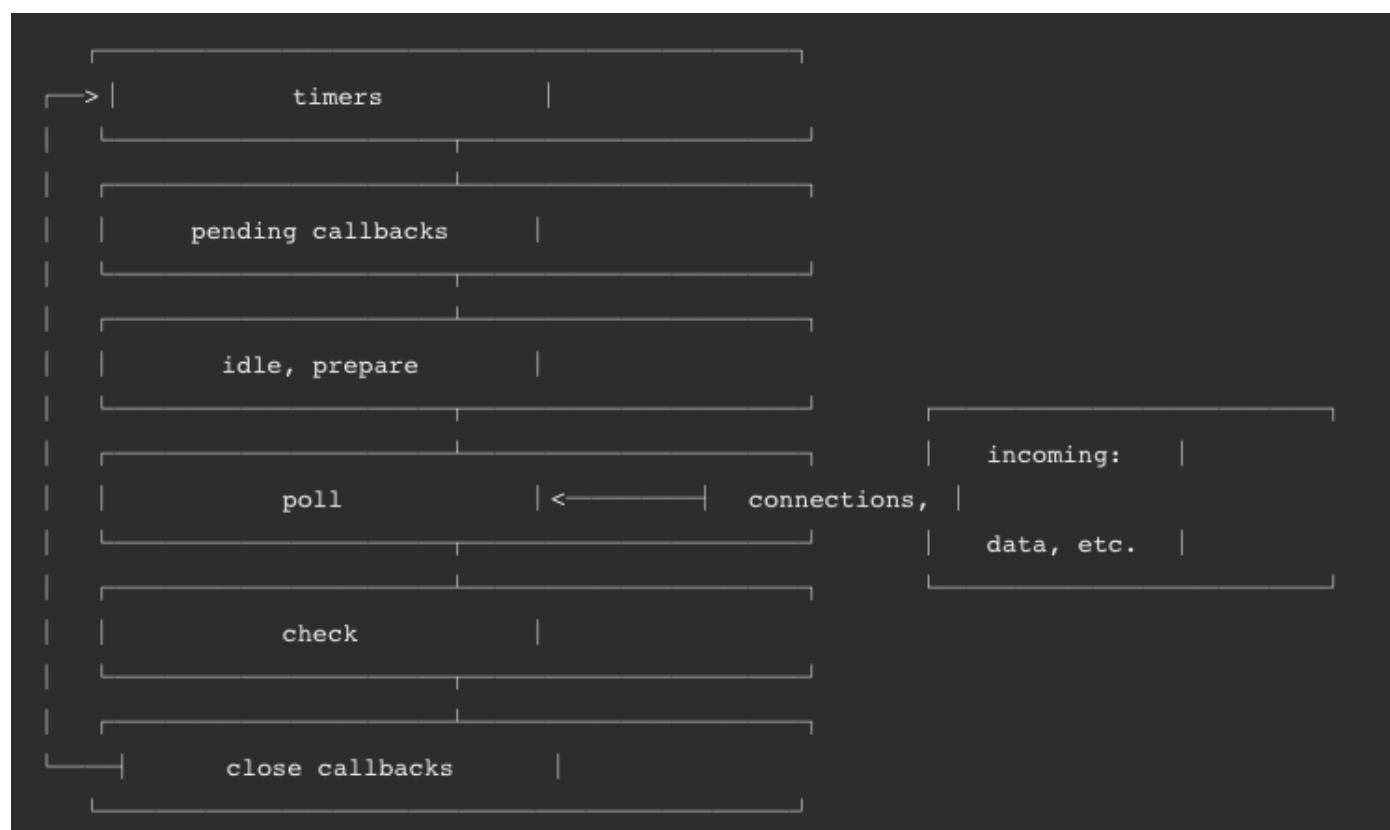 timers
pending callbacks
idle, prepare
incoming:
poll
connections,
data, etc.
check
close callbacks